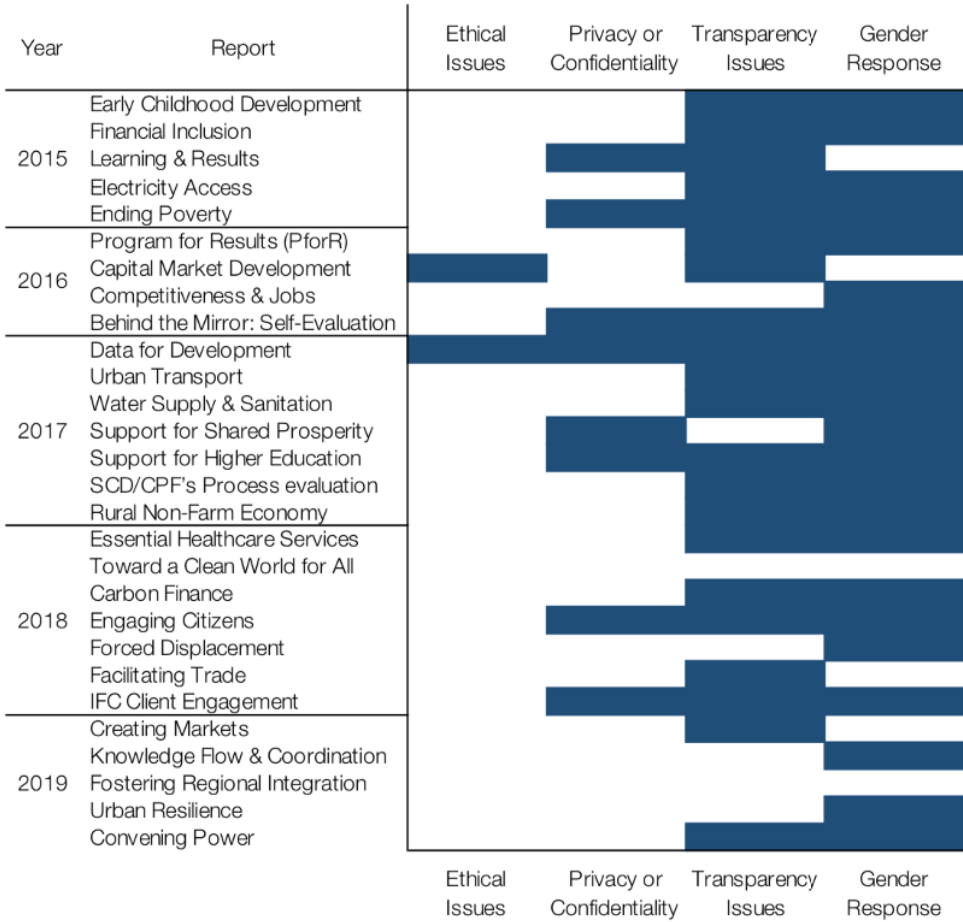 Year Report Ethical Issues Privacy or Confidentiality Transparency Issues Gender Response
Early Childhood Development
Financial Inclusion
2015 Learning & Results
Electricity Access
Ending Poverty
Program for Results (PforR)
2016 Capital Market Development
Competitiveness & Jobs
Behind the Mirror: Self-Evaluation
Data for Development
Urban Transport
Water Supply & Sanitation
2017 Support for Shared Prosperity
Support for Higher Education
SCD/CPF's Process evaluation
Rural Non-Farm Economy
Essential Healthcare Services
Toward a Clean World for All
Carbon Finance
2018 Engaging Citizens
Forced Displacement
Facilitating Trade
IFC Client Engagement
Creating Markets
Knowledge Flow & Coordination
2019 Fostering Regional Integration
Urban Resilience
Convening Power
Ethical Issues Privacy or Confidentiality Transparency Issues Gender Response